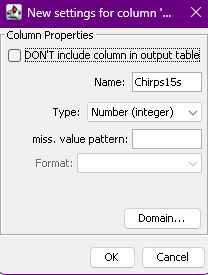 New settings for column '...
Column Properties
DON'T include column in output table
Name: Chirps15s
Type: Number (integer)
miss. value pattern:
Format:
Domain...
OK Cancel